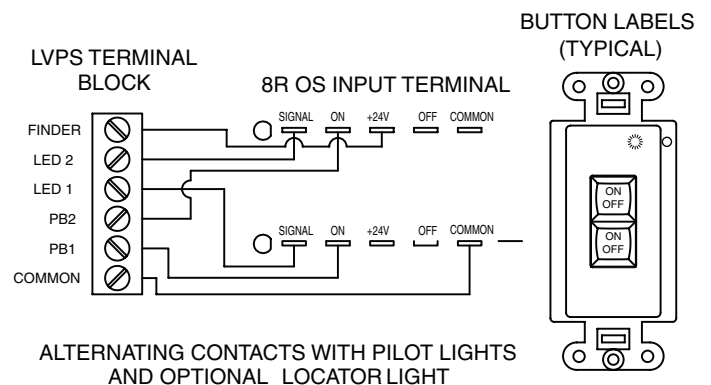 BUTTON LABELS
(TYPICAL)
LVPS TERMINAL
BLOCK
8R OS INPUT TERMINAL
FINDER
LED 2
LED 1
PB2
PB1
COMMON
SIGNAL ON +24V OFF COMMON
SIGNAL ON +24V OFF COMMON
ON
OFF
ON
OFF
ALTERNATING CONTACTS WITH PILOT LIGHTS
AND OPTIONAL LOCATOR LIGHT